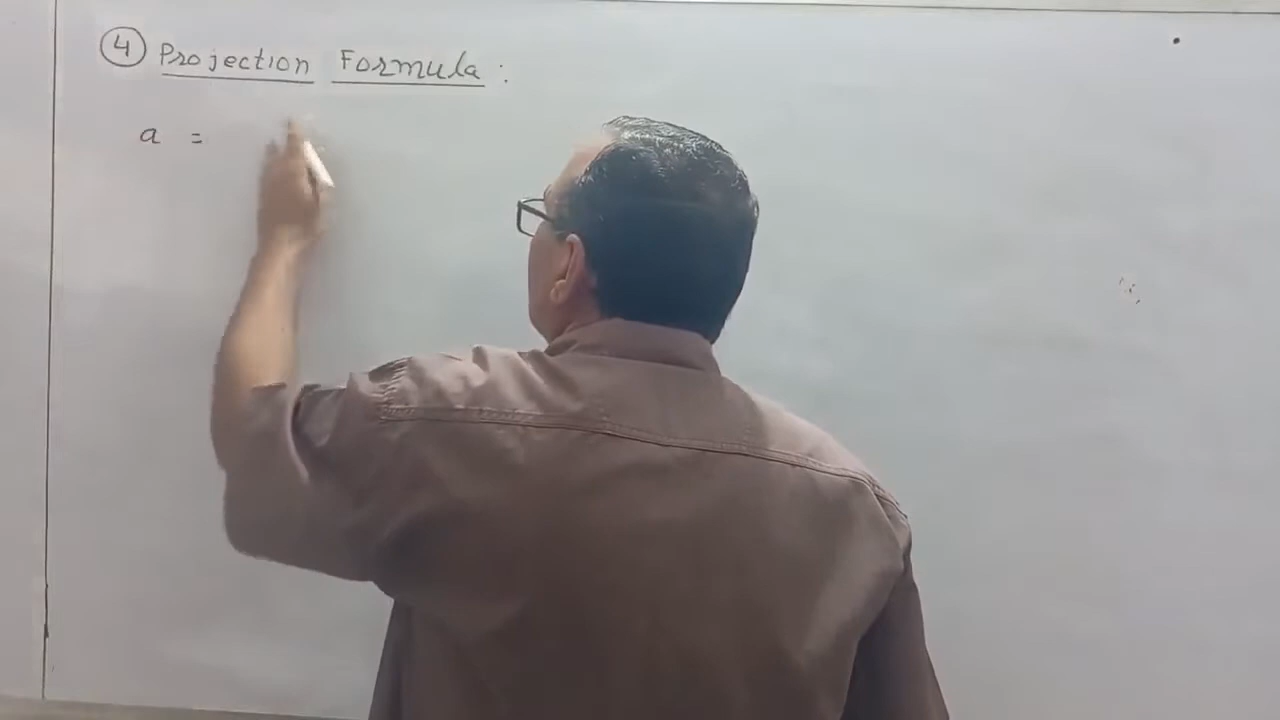 ④ Projection Formula :
a =